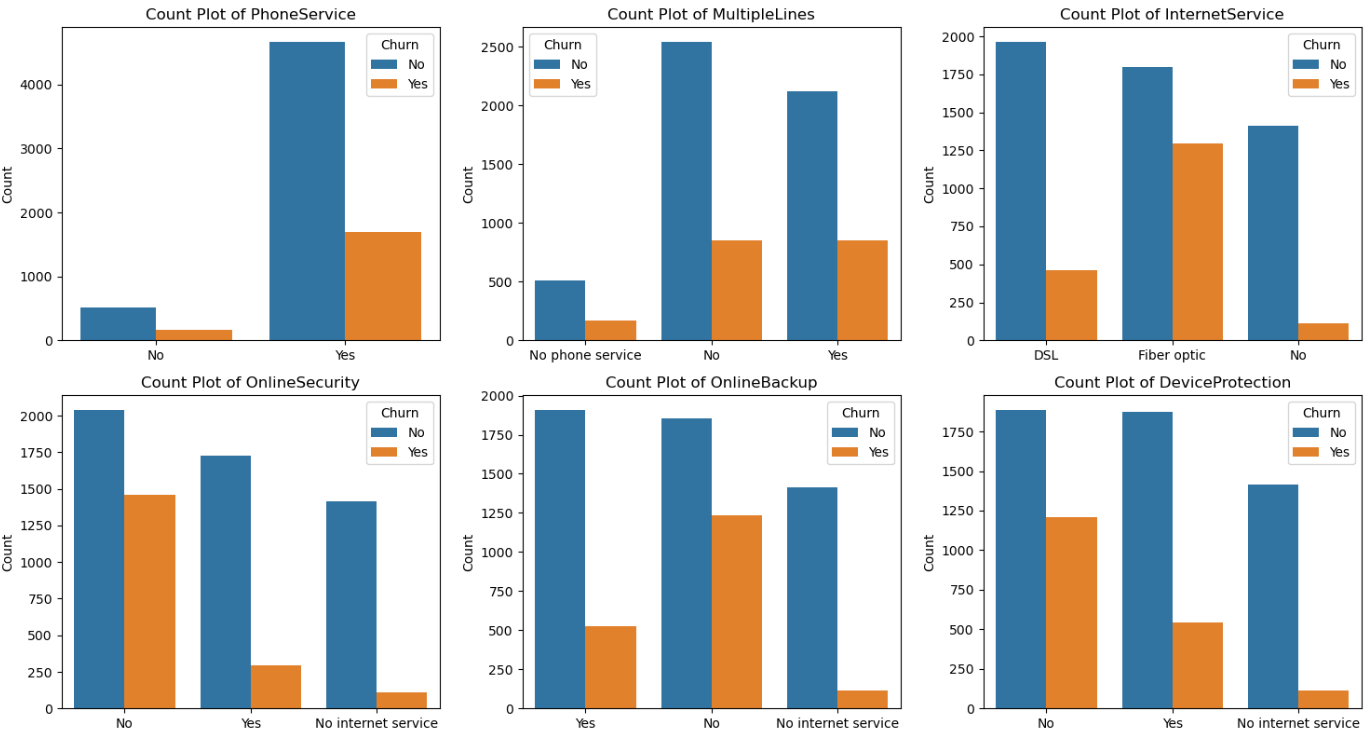 Count Plot of PhoneService
Count
4000
3000
2000
1000
0
Churn
No
Yes
No
Yes
Count Plot of MultipleLines
Count
2500
2000
1500
1000
500
0
Churn
No
Yes
No phone service
No
Yes
Count Plot of InternetService
Count
2000
1750
1500
1250
1000
750
500
250
0
Churn
No
Yes
DSL
Fiber optic
No
Count Plot of OnlineSecurity
Count
2000
1750
1500
1250
1000
750
500
250
0
Churn
No
Yes
No
Yes
No internet service
Count Plot of OnlineBackup
Count
2000
1750
1500
1250
1000
750
500
250
0
Churn
No
Yes
Yes
No
No internet service
Count Plot of DeviceProtection
Count
1750
1500
1250
1000
750
500
250
0
Churn
No
Yes
No
Yes
No internet service